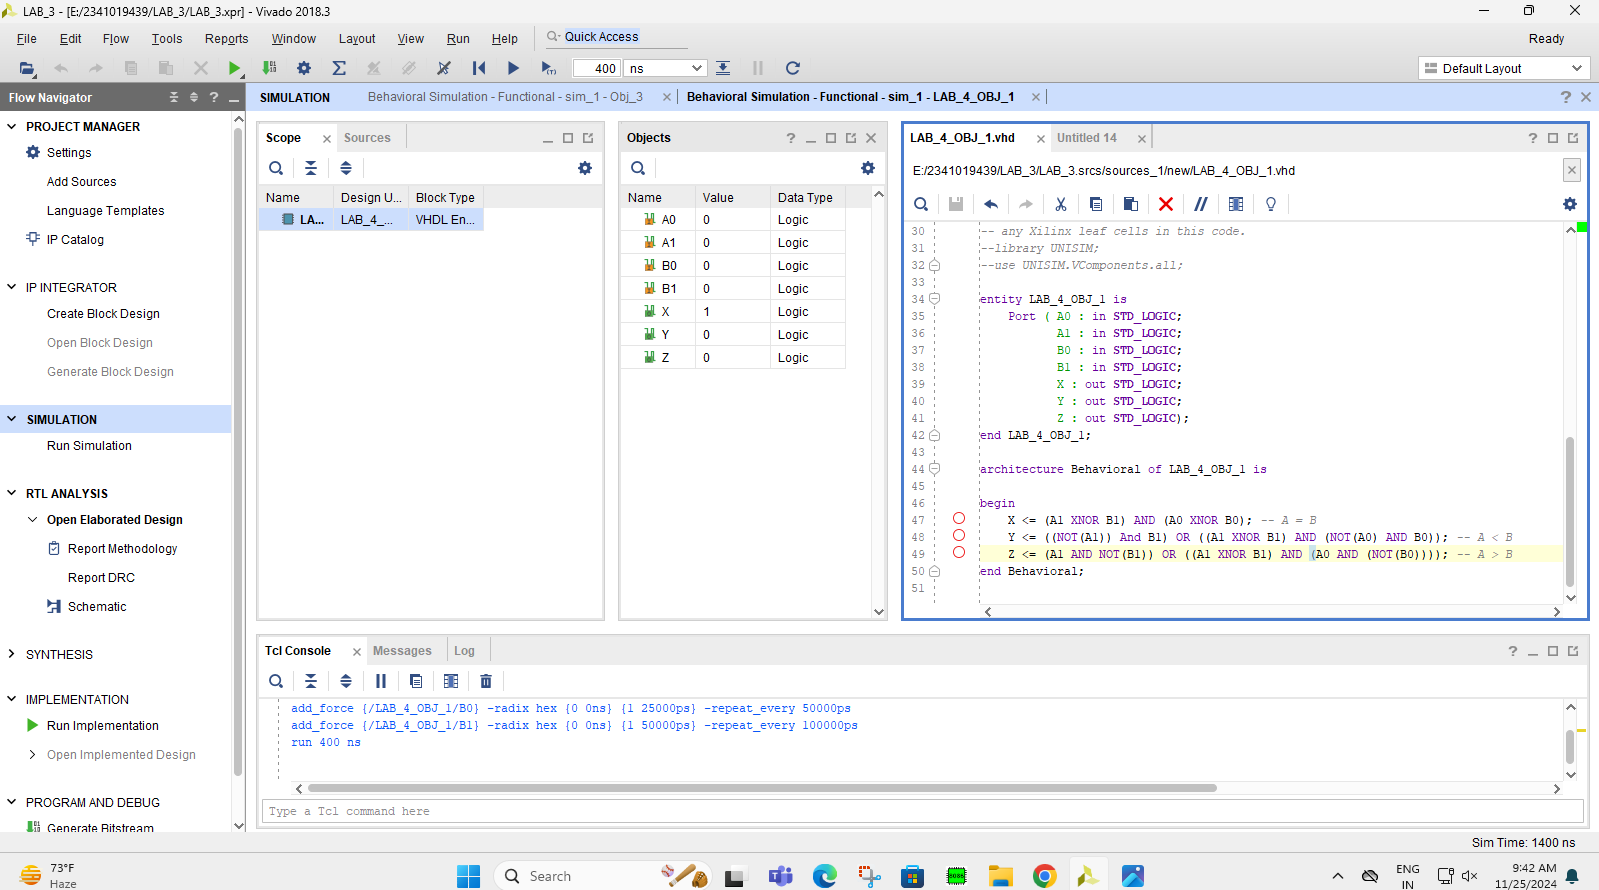 LAB_3 - [E:/2341019439/LAB_3/LAB_3.xpr] - Vivado 2018.3
File Edit Flow Tools Reports Window Layout View Run Help Quick Access Ready
400 ns Default Layout
Flow Navigator
PROJECT MANAGER
Settings
Add Sources
Language Templates
IP Catalog
IP INTEGRATOR
Create Block Design
Open Block Design
Generate Block Design
SIMULATION
Run Simulation
RTL ANALYSIS
Open Elaborated Design
Report Methodology
Report DRC
Schematic
SYNTHESIS
IMPLEMENTATION
Run Implementation
Open Implemented Design
PROGRAM AND DEBUG
Generate Bitstream
SIMULATION Behavioral Simulation - Functional - sim_1 - Obj_3 Behavioral Simulation - Functional - sim_1 - LAB_4_OBJ_1
Scope Sources
Name Design U... Block Type
LA... LAB_4_... VHDL En...
Objects
Name Value Data Type
A0 0 Logic
A1 0 Logic
B0 0 Logic
B1 0 Logic
X 1 Logic
Y 0 Logic
Z 0 Logic
LAB_4_OBJ_1.vhd Untitled 14
E:/2341019439/LAB_3/LAB_3.srcs/sources_1/new/LAB_4_OBJ_1.vhd
30 -- any Xilinx leaf cells in this code.
31 --library UNISIM;
32 --use UNISIM.VComponents.all;
33
34 entity LAB_4_OBJ_1 is
35 Port ( A0 : in STD_LOGIC;
36 A1 : in STD_LOGIC;
37 B0 : in STD_LOGIC;
38 B1 : in STD_LOGIC;
39 X : out STD_LOGIC;
40 Y : out STD_LOGIC;
41 Z : out STD_LOGIC);
42 end LAB_4_OBJ_1;
43
44 architecture Behavioral of LAB_4_OBJ_1 is
45
46 begin
47 X <= (A1 XNOR B1) AND (A0 XNOR B0); -- A = B
48 Y <= ((NOT(A1)) And B1) OR ((A1 XNOR B1) AND (NOT(A0) AND B0)); -- A < B
49 Z <= (A1 AND NOT(B1)) OR ((A1 XNOR B1) AND (A0 AND (NOT(B0)))); -- A > B
50 end Behavioral;
51
Tcl Console Messages Log
add_force {/LAB_4_OBJ_1/B0} -radix hex {0 0ns} {1 25000ps} -repeat_every 50000ps
add_force {/LAB_4_OBJ_1/B1} -radix hex {0 0ns} {1 50000ps} -repeat_every 100000ps
run 400 ns
Type a Tcl command here
Sim Time: 1400 ns
73°F
Haze
Search
ENG
IN
9:42 AM
11/25/2024